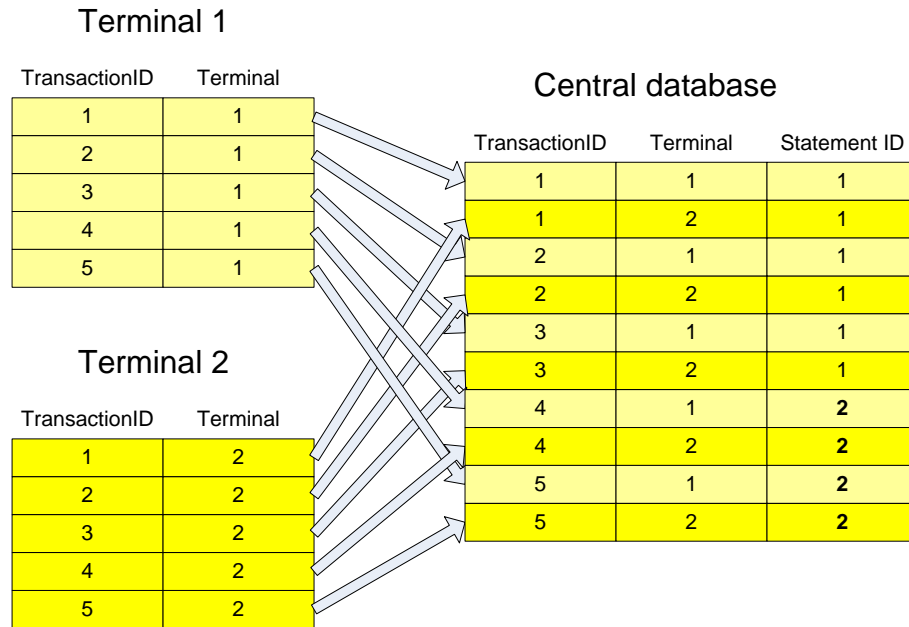 Terminal 1
TransactionID Terminal
1 1
2 1
3 1
4 1
5 1
Terminal 2
TransactionID Terminal
1 2
2 2
3 2
4 2
5 2
Central database
TransactionID Terminal Statement ID
1 1 1
1 2 1
2 1 1
2 2 1
3 1 1
3 2 1
4 1 2
4 2 2
5 1 2
5 2 2